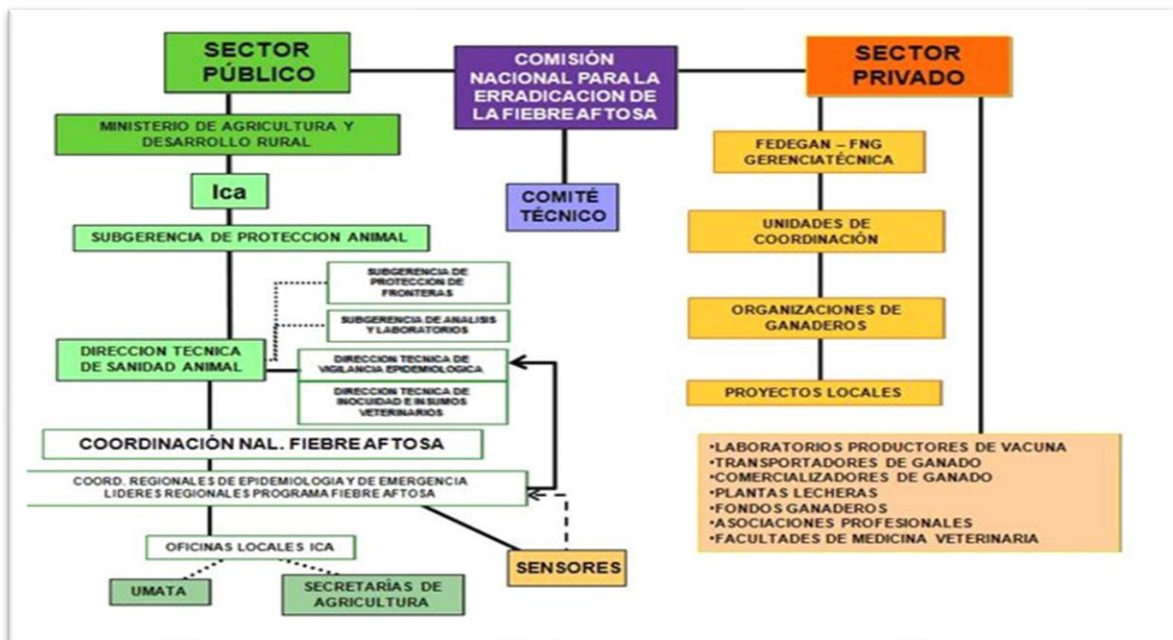 SECTOR
PÚBLICO
COMISIÓN
NACIONAL PARA LA
ERRADICACION DE
LA FIEBRE AFTOSA
SECTOR
PRIVADO
MINISTERIO DE AGRICULTURA Y
DESARROLLO RURAL
Ica
SUBGERENCIA DE PROTECCION ANIMAL
COMITÉ
TÉCNICO
FEDEGAN – FNG
GERENCIA TÉCNICA
UNIDADES DE
COORDINACIÓN
ORGANIZACIONES DE
GANADEROS
PROYECTOS LOCALES
SUBGERENCIA DE
PROTECCION DE
FRONTERAS
SUBGERENCIA DE ANALISIS
Y LABORATORIOS
DIRECCION TECNICA
DE SANIDAD ANIMAL
DIRECCION TECNICA DE
VIGILANCIA EPIDEMIOLOGICA
DIRECCION TECNICA DE
INOCUIDAD E INSUMOS
VETERINARIOS
COORDINACIÓN NAL. FIEBRE AFTOSA
COORD. REGIONALES DE EPIDEMIOLOGIA Y DE EMERGENCIA
LIDERES REGIONALES PROGRAMA FIEBRE AFTOSA
OFICINAS LOCALES ICA
UMATA
SECRETARÍAS DE
AGRICULTURA
SENSORES
•LABORATORIOS PRODUCTORES DE VACUNA
•TRANSPORTADORES DE GANADO
•COMERCIALIZADORES DE GANADO
•PLANTAS LECHERAS
•FONDOS GANADEROS
•ASOCIACIONES PROFESIONALES
•FACULTADES DE MEDICINA VETERINARIA